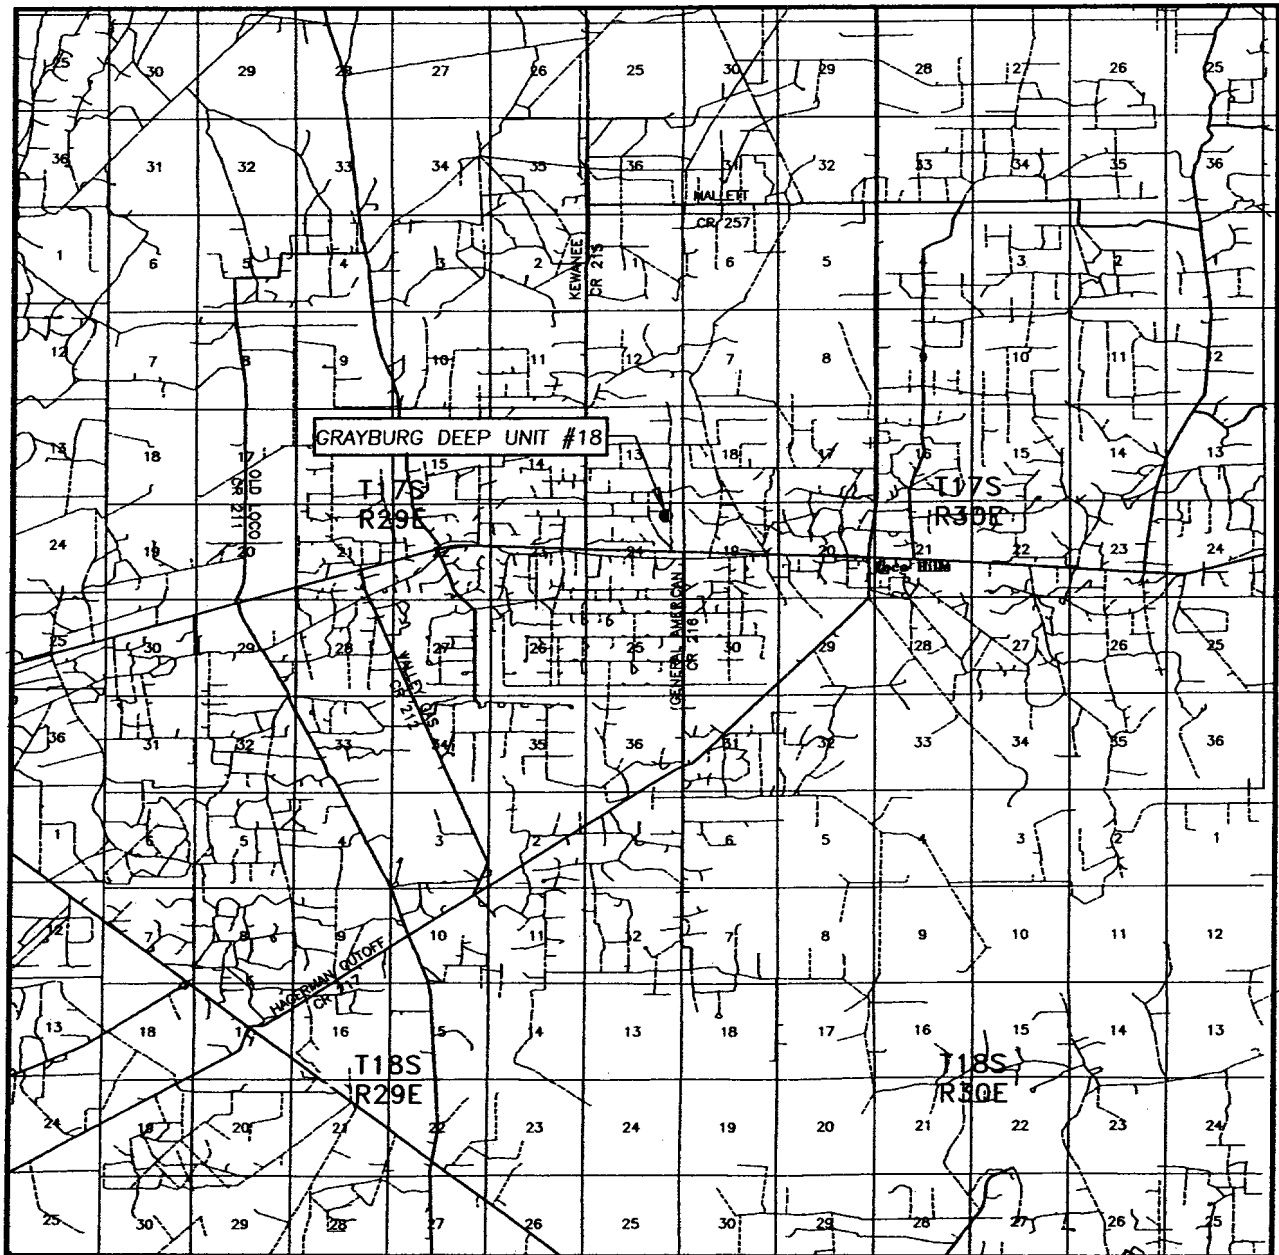 25 30 29 28 27 26 25 30 29 28 27 26 25
36 31 32 33 34 35 36 31 32 33 34 35 36
MALLETT
CR 257
KEWANEE
CR 215
1 6 5 4 3 2 1 6 5 4 3 2 1
12 7 8 9 10 11 12 7 8 9 10 11 12
GRAYBURG DEEP UNIT #18
13 18 17 15 14 13 18 17 16 15 14 13
OLD LOCO
CR 211
T17S
R29E
T17S
R30E
24 19 20 21 22 23 24 19 20 21 22 23 24
Loco Hills
GENERAL AMERICAN
CR 216
25 30 29 28 27 26 25 30 29 28 27 26 25
VALLEY GAS
CR 212
36 31 32 33 34 35 36 31 32 33 34 35 36
1 6 5 4 3 2 6 5 4 3 2 1
12 7 8 9 10 11 12 7 8 9 10 11 12
HAGERMAN CUTOFF
CR 217
13 18 17 16 15 14 13 18 17 16 15 14 13
T18S
R29E
T18S
R30E
24 19 20 21 22 23 24 19 20 21 22 23 24
25 30 29 28 27 26 25 30 29 28 27 26 25